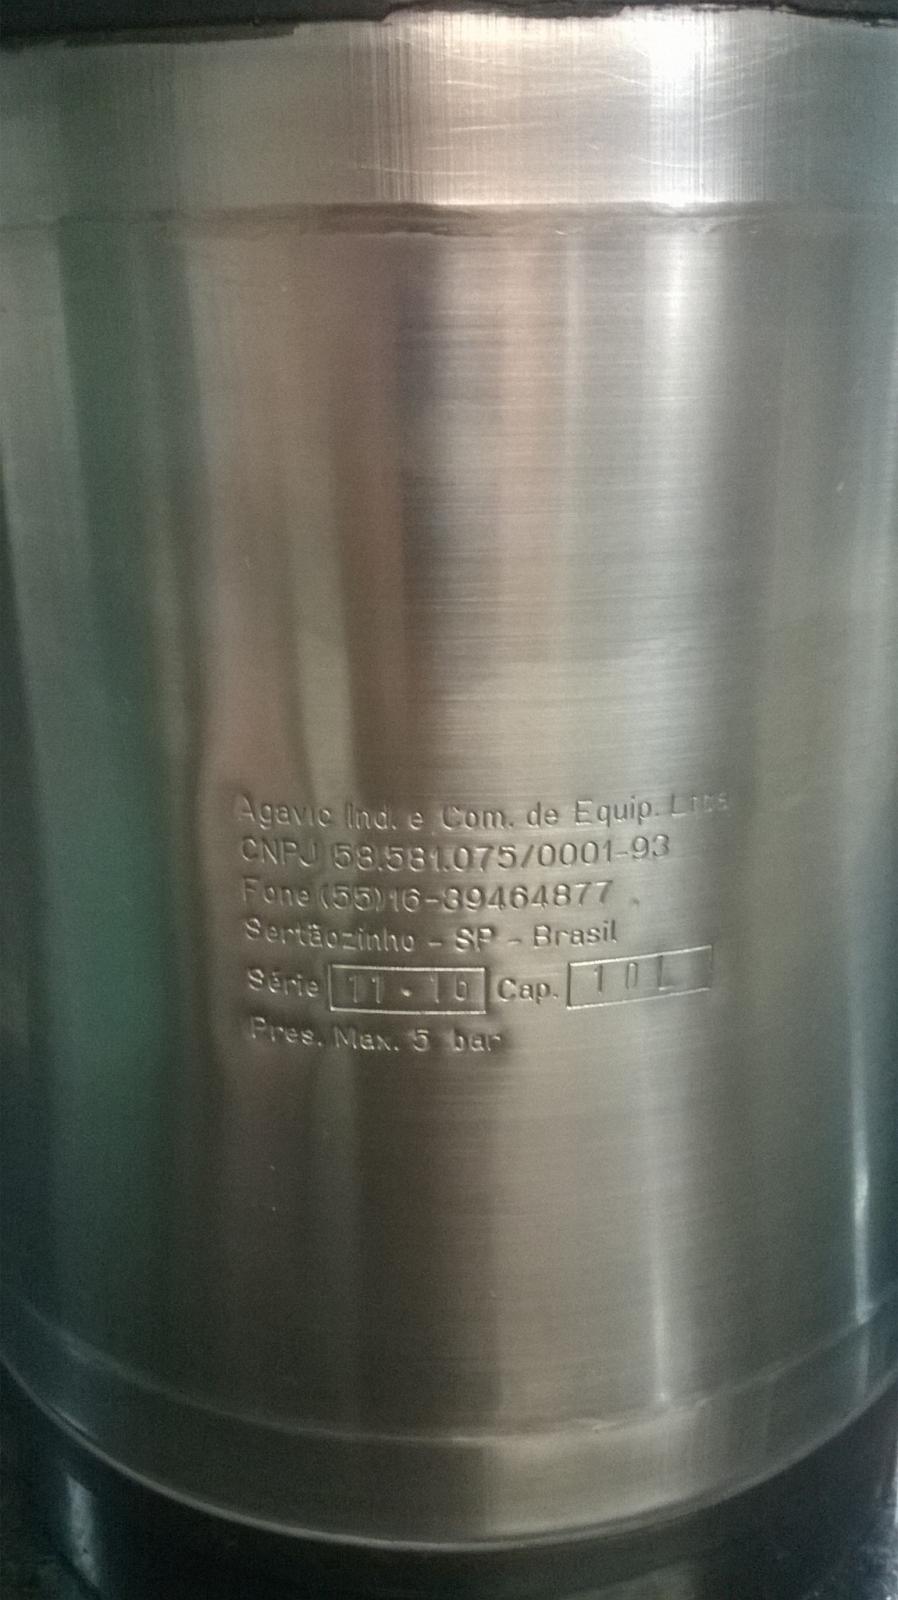 Agavic Ind. e Com. de Equip. Ltda
CNPJ 58.581.075/0001-93
Fone (55)16-39464877
Sertãozinho - SP - Brasil
Série 11.10 Cap. 10L
Pres. Max. 5 bar